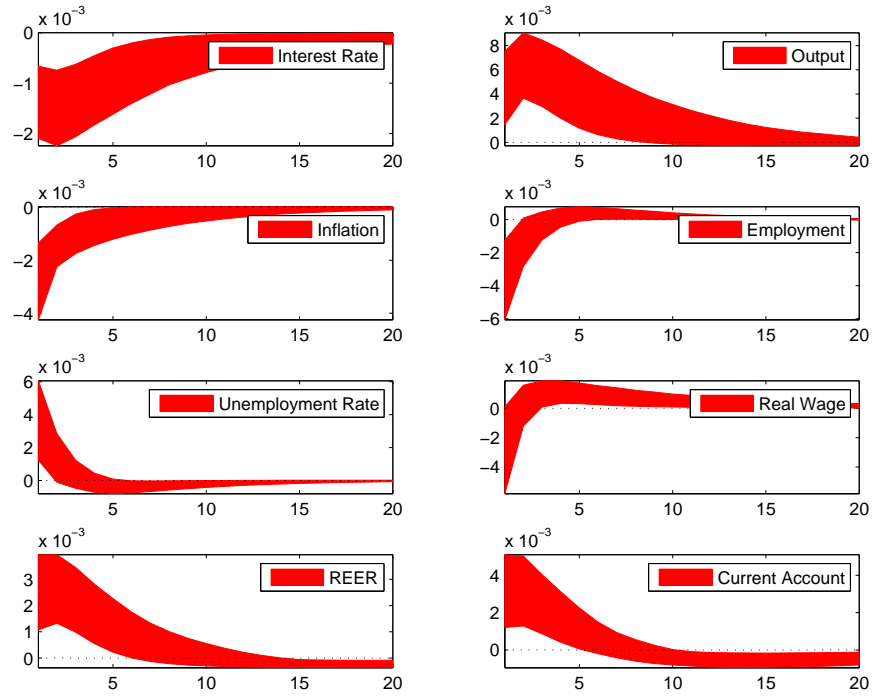 x 10⁻³
0
−1
−2
Interest Rate
5 10 15 20
x 10⁻³
8
6
4
2
0
Output
5 10 15 20
x 10⁻³
0
−2
−4
Inflation
5 10 15 20
x 10⁻³
0
−2
−4
−6
Employment
5 10 15 20
x 10⁻³
6
4
2
0
Unemployment Rate
5 10 15 20
x 10⁻³
0
−2
−4
Real Wage
5 10 15 20
x 10⁻³
3
2
1
0
REER
5 10 15 20
x 10⁻³
4
2
0
Current Account
5 10 15 20